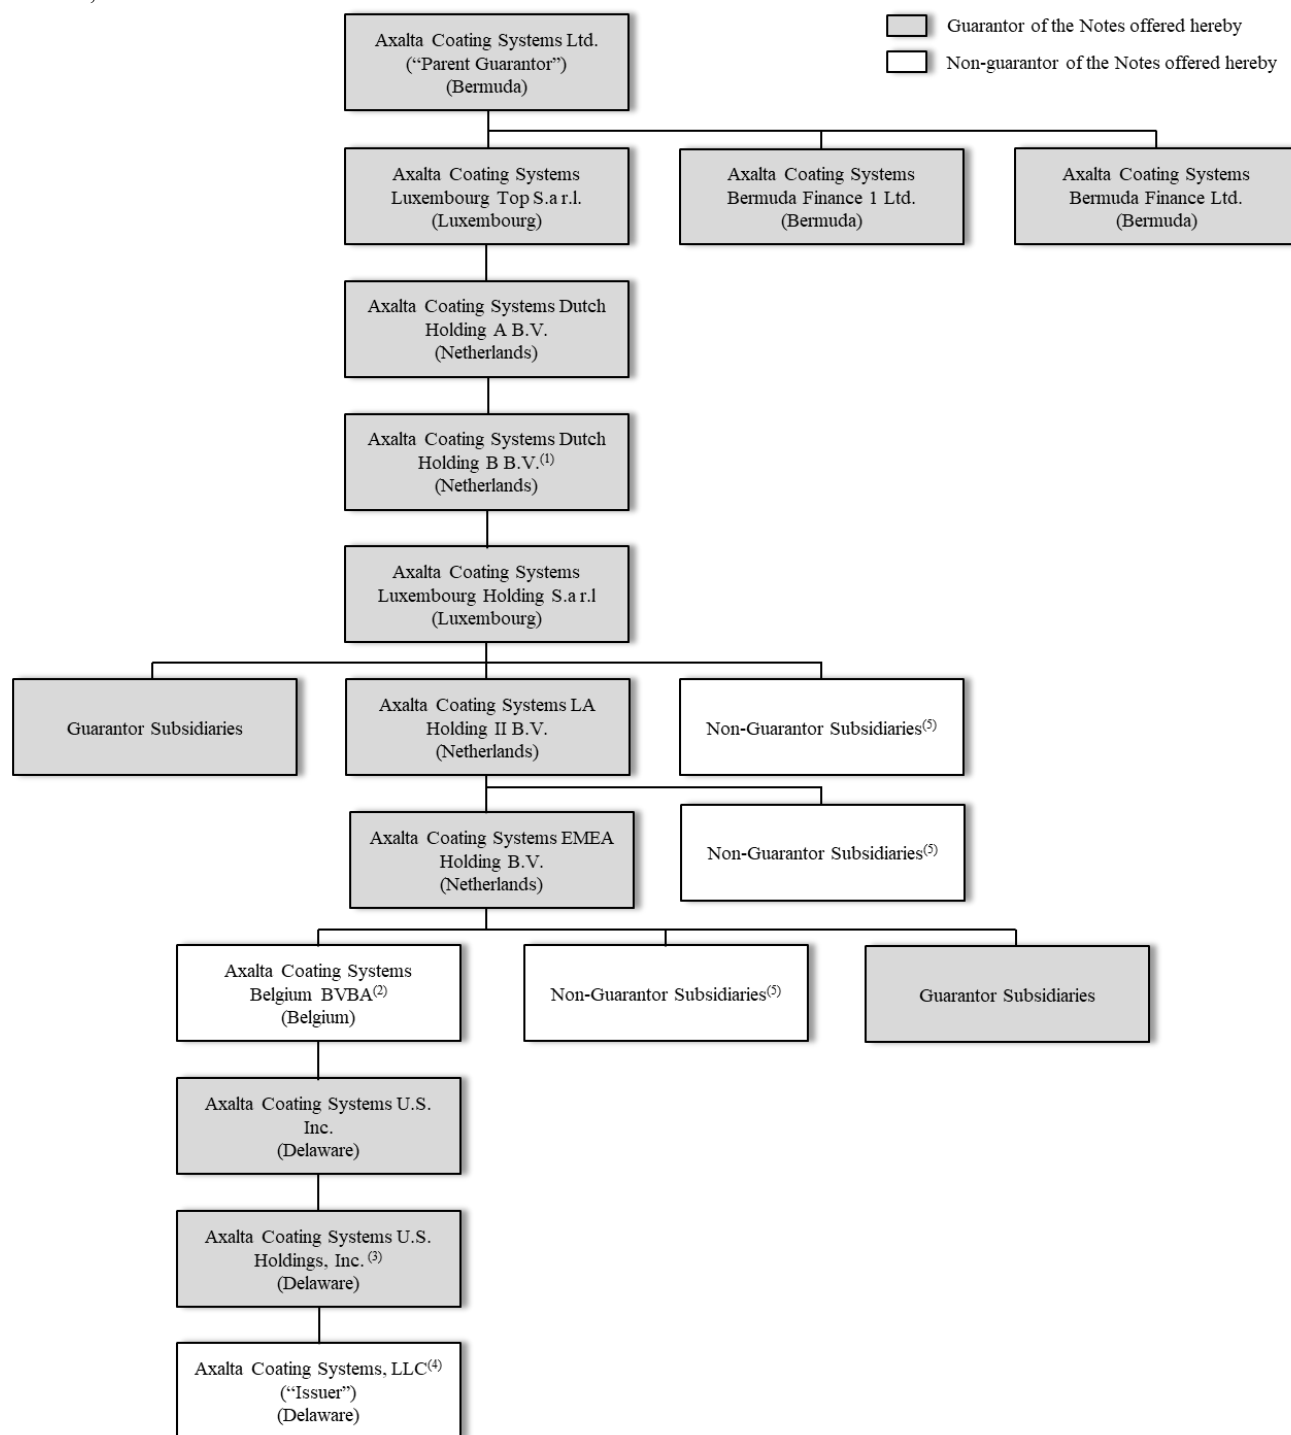 Axalta Coating Systems Ltd.
(“Parent Guarantor”)
(Bermuda)
Guarantor of the Notes offered hereby
Non-guarantor of the Notes offered hereby
Axalta Coating Systems
Luxembourg Top S.a r.l.
(Luxembourg)
Axalta Coating Systems
Bermuda Finance 1 Ltd.
(Bermuda)
Axalta Coating Systems
Bermuda Finance Ltd.
(Bermuda)
Axalta Coating Systems Dutch
Holding A B.V.
(Netherlands)
Axalta Coating Systems Dutch
Holding B B.V.(1)
(Netherlands)
Axalta Coating Systems
Luxembourg Holding S.a r.l
(Luxembourg)
Guarantor Subsidiaries
Axalta Coating Systems LA
Holding II B.V.
(Netherlands)
Non-Guarantor Subsidiaries(5)
Axalta Coating Systems EMEA
Holding B.V.
(Netherlands)
Non-Guarantor Subsidiaries(5)
Axalta Coating Systems
Belgium BVBA(2)
(Belgium)
Non-Guarantor Subsidiaries(5)
Guarantor Subsidiaries
Axalta Coating Systems U.S.
Inc.
(Delaware)
Axalta Coating Systems U.S.
Holdings, Inc. (3)
(Delaware)
Axalta Coating Systems, LLC(4)
(“Issuer”)
(Delaware)